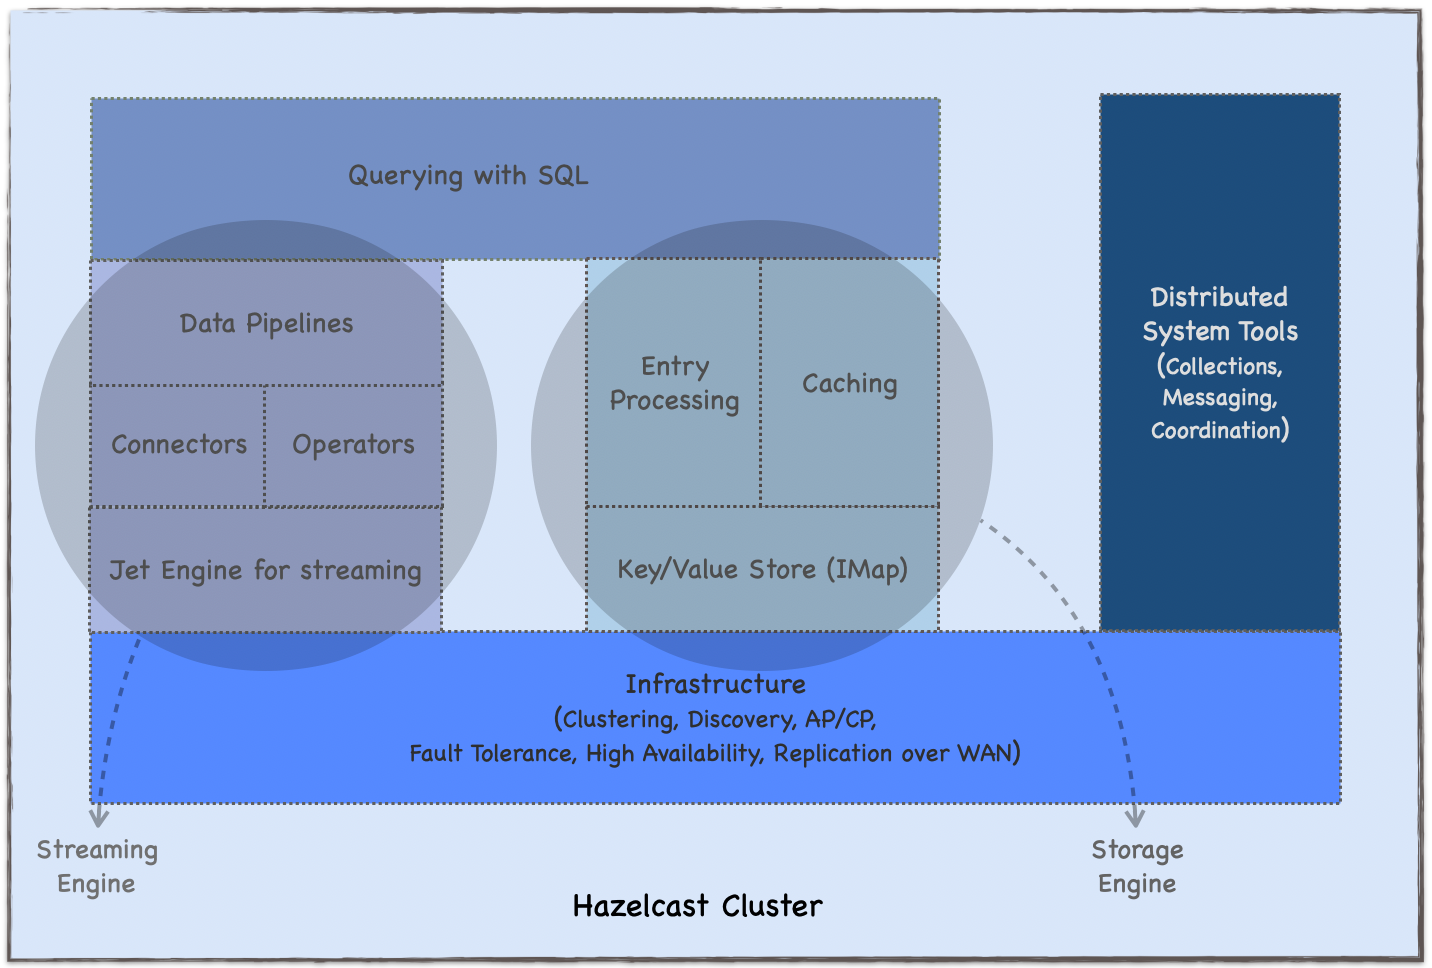 Querying with SQL
Data Pipelines
Connectors
Operators
Jet Engine for streaming
Entry
Processing
Caching
Key/Value Store (IMap)
Distributed
System Tools
(Collections,
Messaging,
Coordination)
Infrastructure
(Clustering, Discovery, AP/CP,
Fault Tolerance, High Availability, Replication over WAN)
Streaming
Engine
Storage
Engine
Hazelcast Cluster